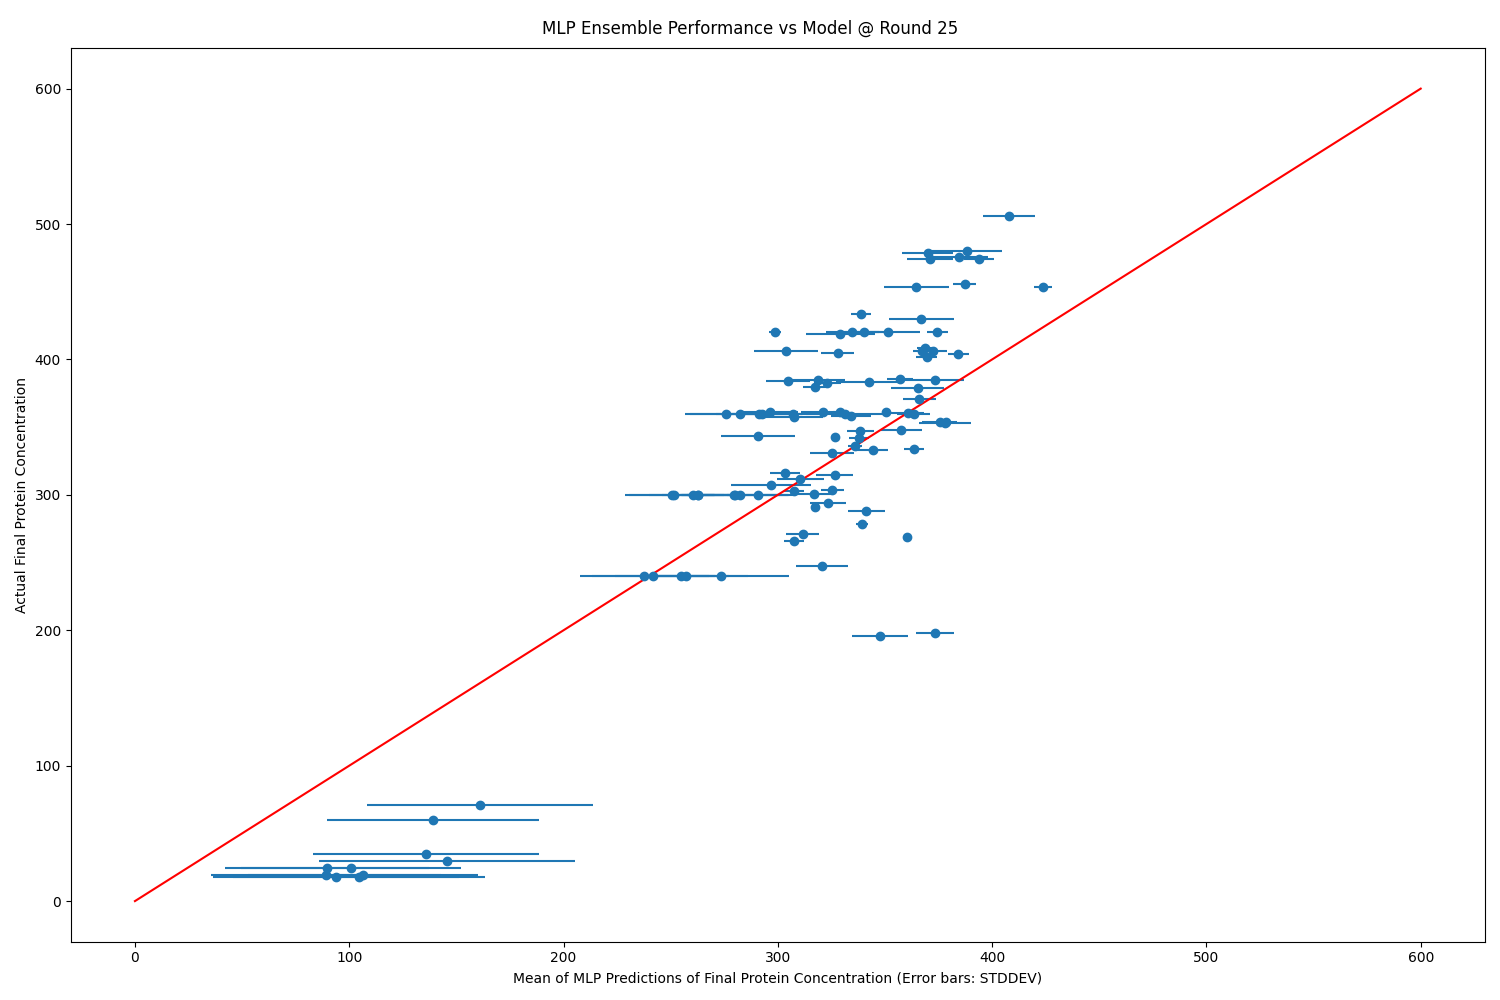 MLP Ensemble Performance vs Model @ Round 25
600
500
400
300
200
100
0
Actual Final Protein Concentration
0 100 200 300 400 500 600
Mean of MLP Predictions of Final Protein Concentration (Error bars: STDDEV)